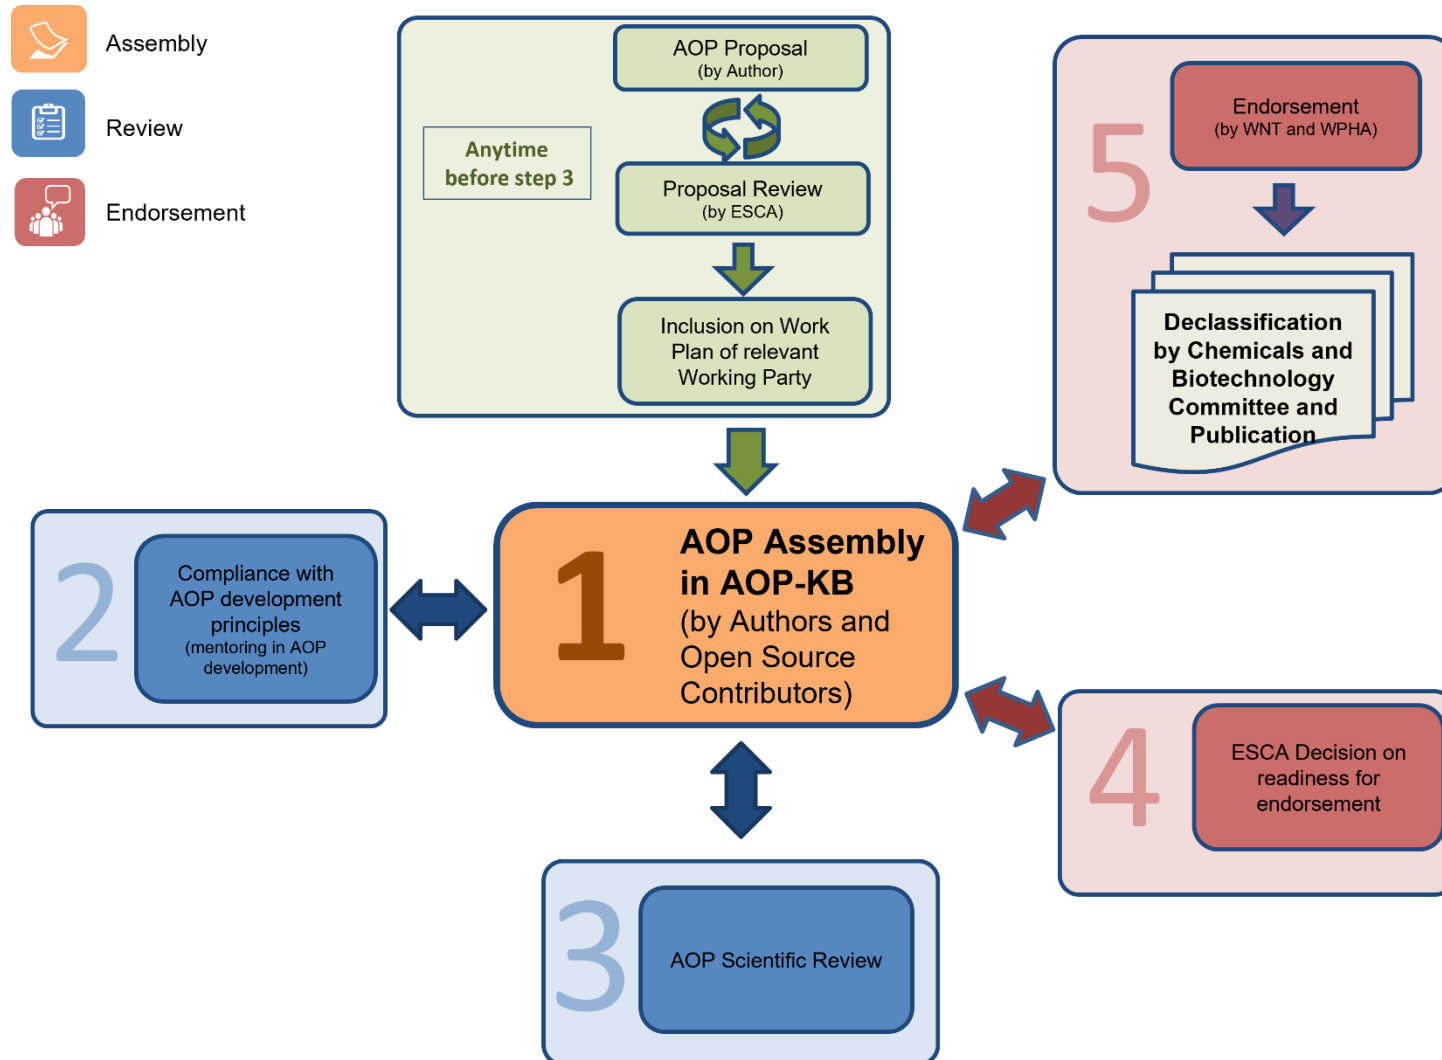 Assembly
Review
Endorsement
AOP Proposal
(by Author)
Anytime
before step 3
Proposal Review
(by ESCA)
Inclusion on Work
Plan of relevant
Working Party
5
Endorsement
(by WNT and WPHA)
Declassification
by Chemicals and
Biotechnology
Committee and
Publication
1
AOP Assembly
in AOP-KB
(by Authors and
Open Source
Contributors)
2
Compliance with
AOP development
principles
(mentoring in AOP
development)
3
AOP Scientific Review
4
ESCA Decision on
readiness for
endorsement